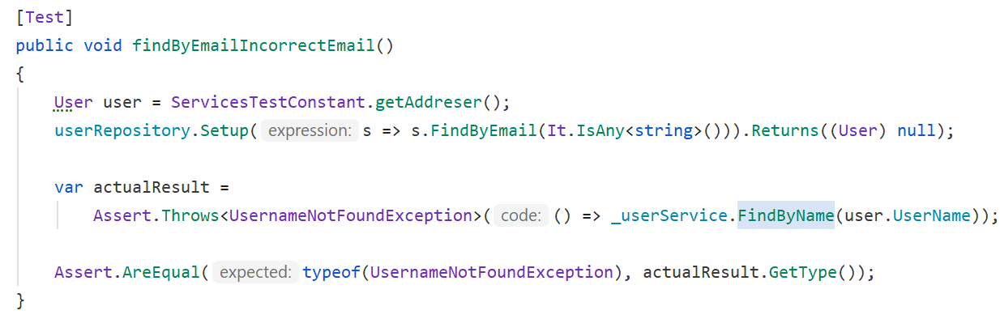 [Test]
public void findByEmailIncorrectEmail()
{
User user = ServicesTestConstant.getAddreser();
userRepository.Setup( expression: s => s.FindByEmail(It.IsAny<string>())).Returns((User) null);
var actualResult =
Assert.Throws<UsernameNotFoundException>( code: () => _userService.FindByName(user.UserName));
Assert.AreEqual( expected: typeof(UsernameNotFoundException), actualResult.GetType());
}